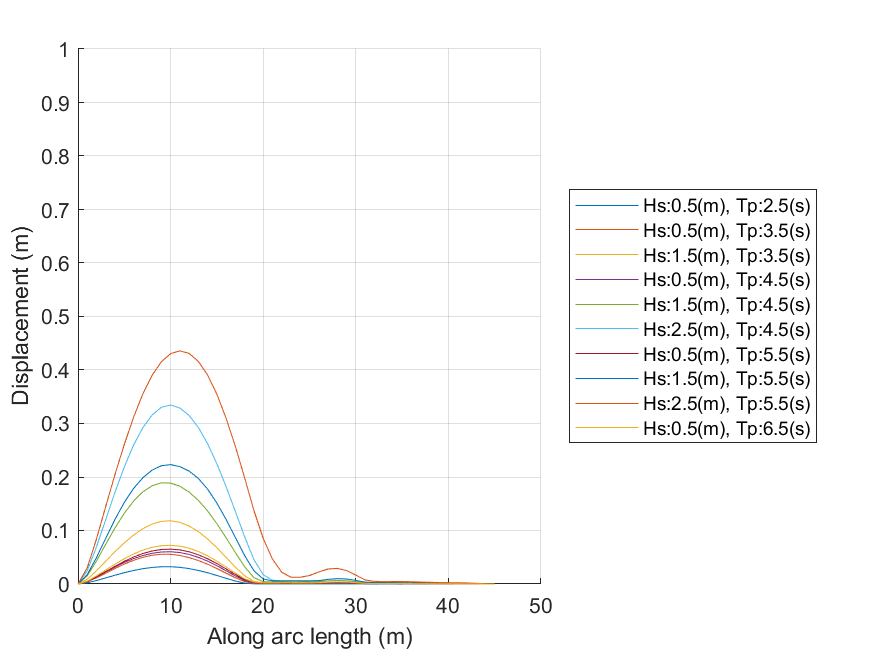 1
0.9
0.8
0.7
0.6
0.5
0.4
0.3
0.2
0.1
0
0 10 20 30 40 50
Displacement (m)
Along arc length (m)
Hs:0.5(m), Tp:2.5(s)
Hs:0.5(m), Tp:3.5(s)
Hs:1.5(m), Tp:3.5(s)
Hs:0.5(m), Tp:4.5(s)
Hs:1.5(m), Tp:4.5(s)
Hs:2.5(m), Tp:4.5(s)
Hs:0.5(m), Tp:5.5(s)
Hs:1.5(m), Tp:5.5(s)
Hs:2.5(m), Tp:5.5(s)
Hs:0.5(m), Tp:6.5(s)